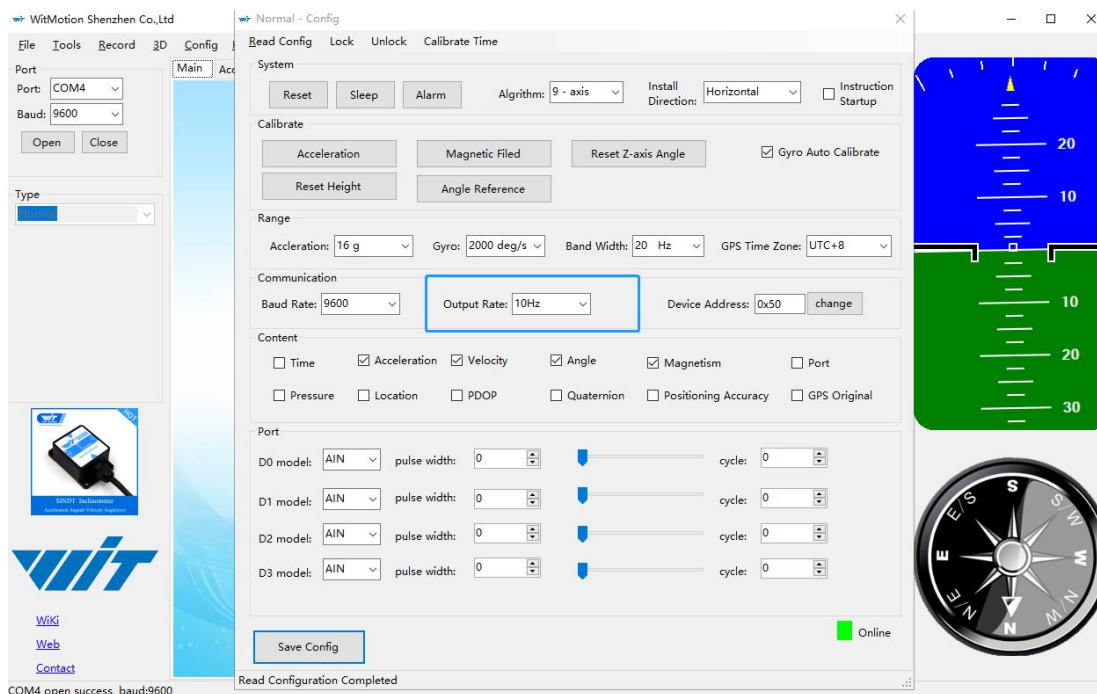 WitMotion Shenzhen Co.,Ltd
File Tools Record 3D Config
Port
Port: COM4
Baud: 9600
Open Close
Type
Normal
Main Acc
HOT
WIT
SINDT Inclinometer
WIT
WiKi
Web
Contact
COM4 open success, baud:9600
Normal - Config
Read Config Lock Unlock Calibrate Time
System
Reset Sleep Alarm Algrithm: 9 - axis Install Direction: Horizontal Instruction Startup
Calibrate
Acceleration Magnetic Filed Reset Z-axis Angle Gyro Auto Calibrate
Reset Height Angle Reference
Range
Accleration: 16 g Gyro: 2000 deg/s Band Width: 20 Hz GPS Time Zone: UTC+8
Communication
Baud Rate: 9600 Output Rate: 10Hz Device Address: 0x50 change
Content
Time Acceleration Velocity Angle Magnetism Port
Pressure Location PDOP Quaternion Positioning Accuracy GPS Original
Port
D0 model: AIN pulse width: 0 cycle: 0
D1 model: AIN pulse width: 0 cycle: 0
D2 model: AIN pulse width: 0 cycle: 0
D3 model: AIN pulse width: 0 cycle: 0
Save Config
Online
Read Configuration Completed
20
10
10
20
30
S
S/W
W
N/W
N
N/E
E
E/S